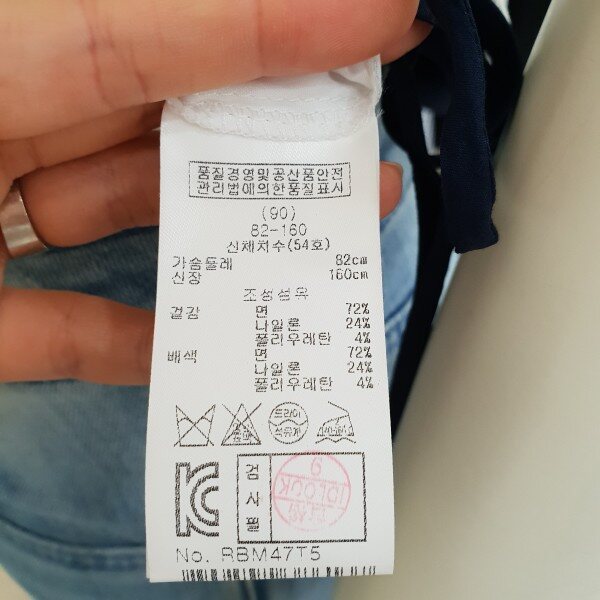 품질경영및공산품안전
관리법에의한품질표시
(90)
82-160
신체치수(54호)
가슴둘레 82cm
신장 160cm
조성섬유
겉감 면 72%
나일론 24%
폴리우레탄 4%
배색 면 72%
나일론 24%
폴리우레탄 4%
드라이
석유계
검사필
No. RBM47T5